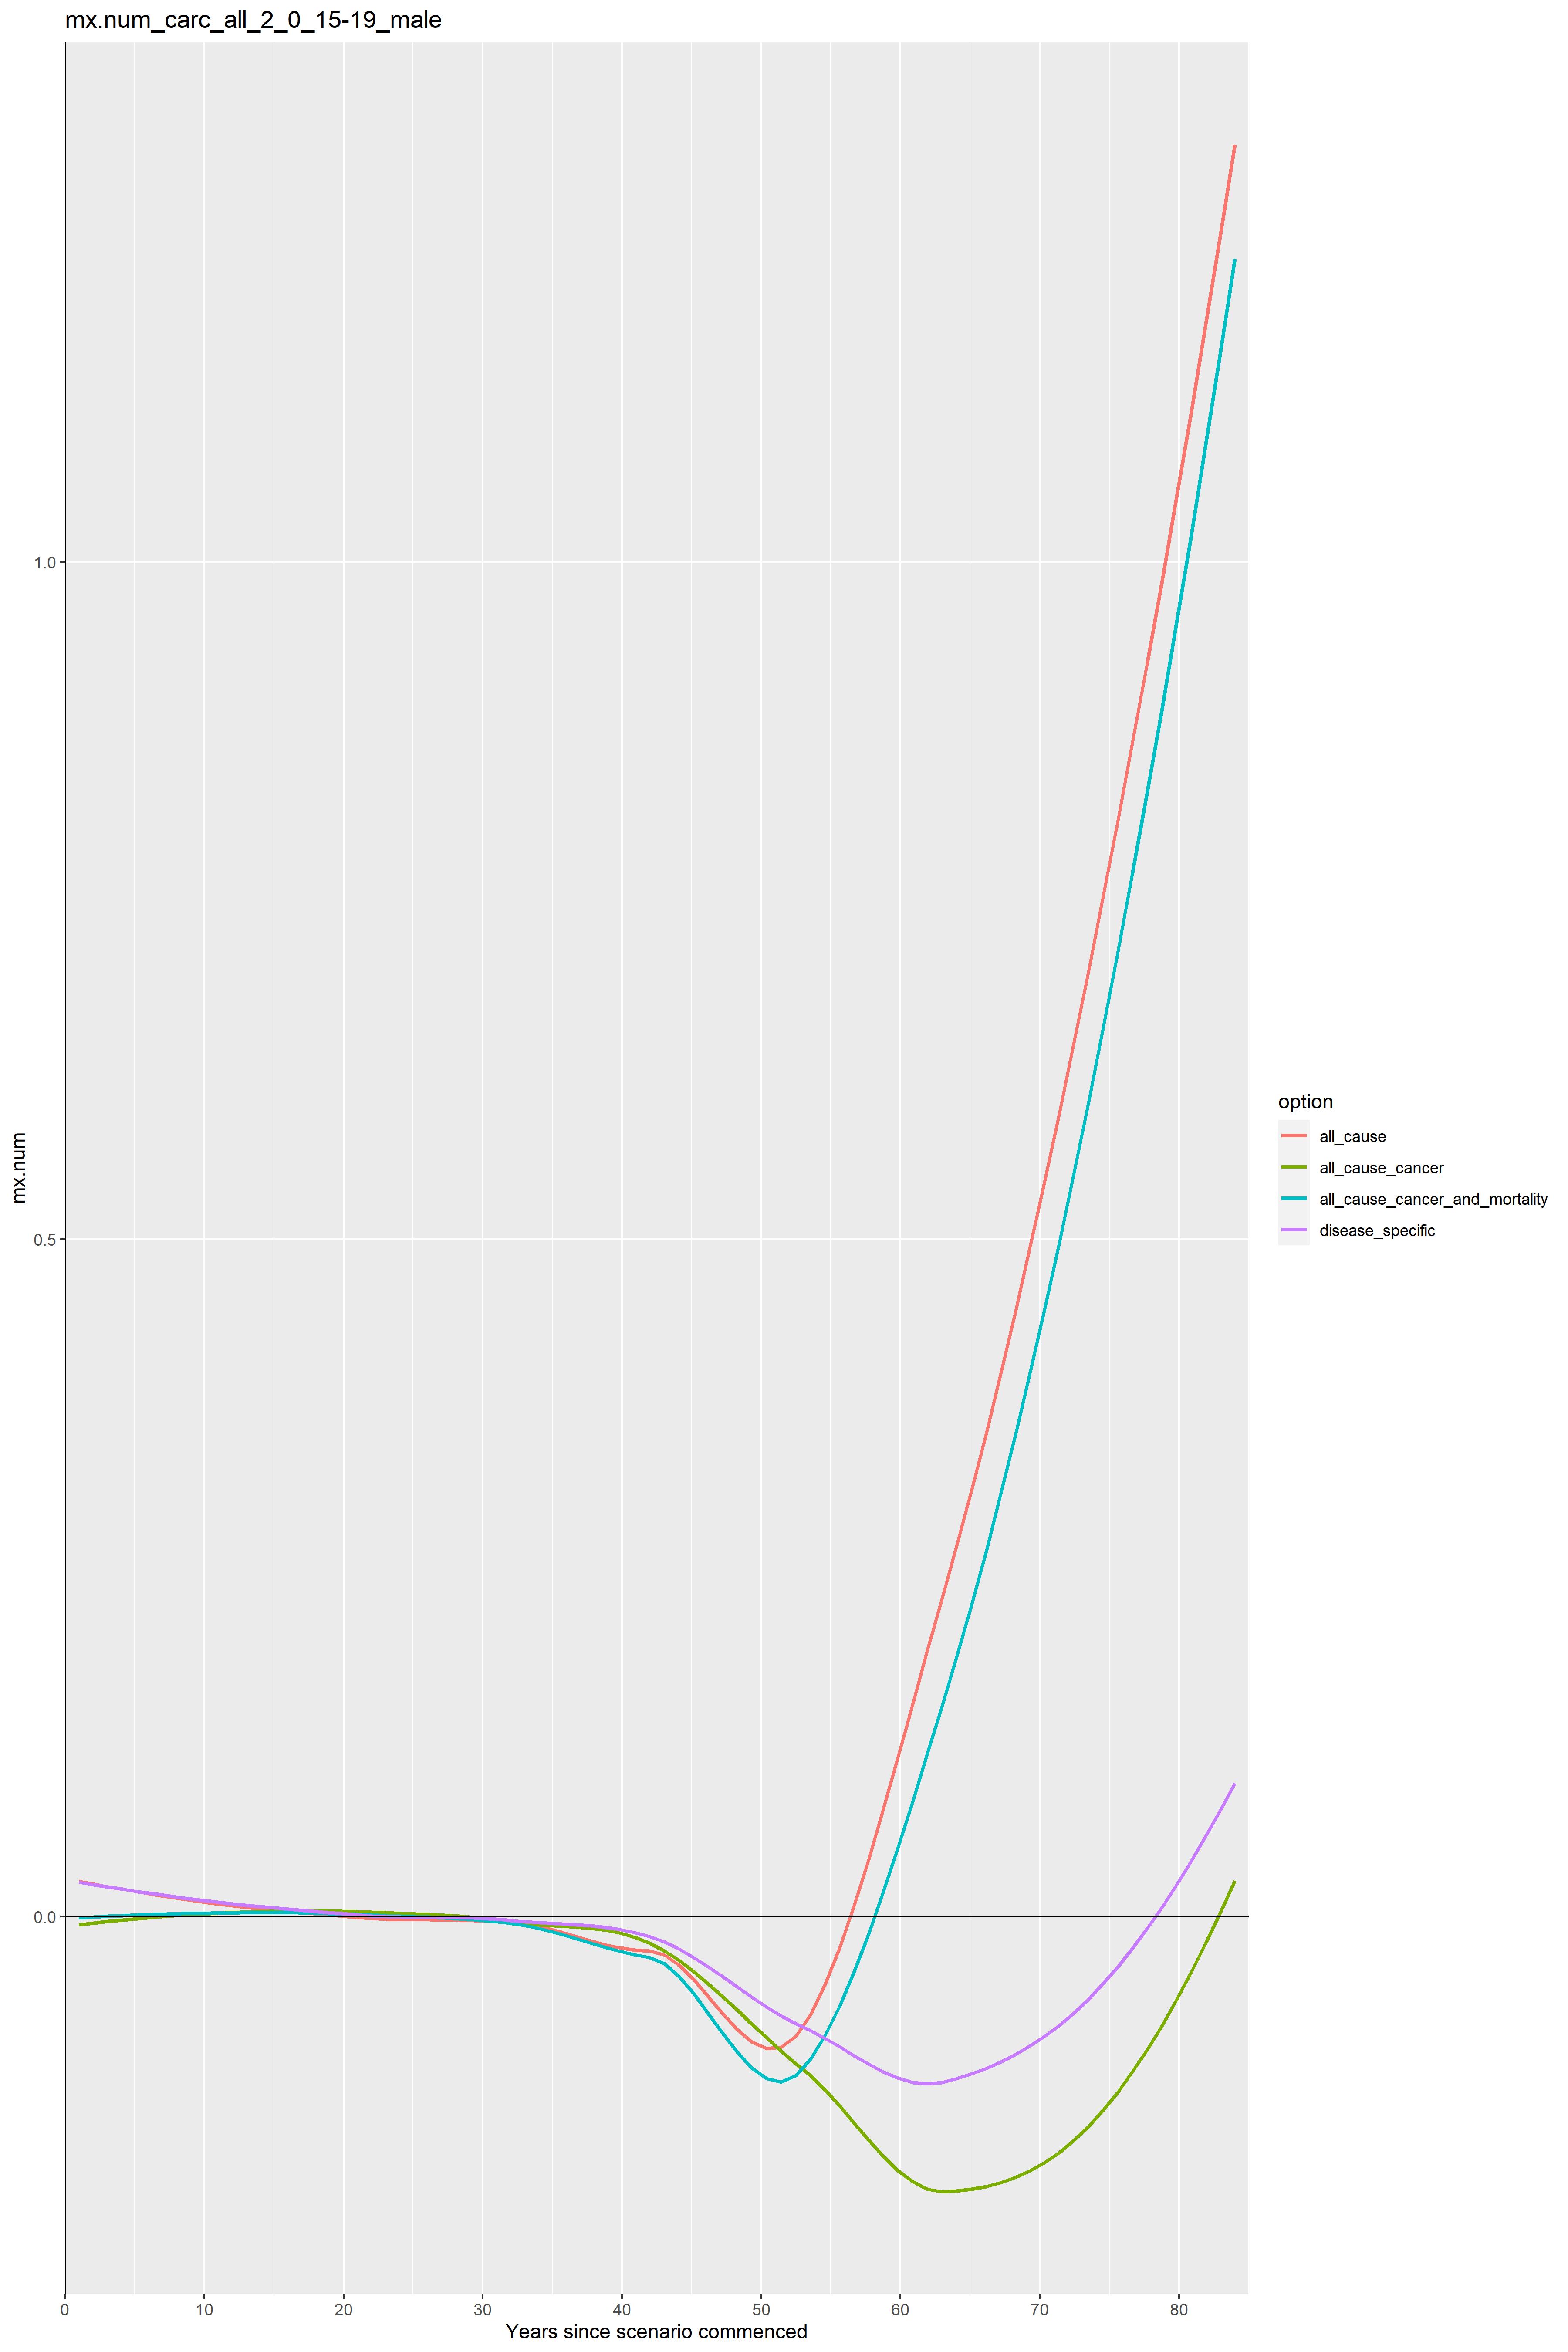 mx.num_carc_all_2_0_15-19_male
1.0
0.5
0.0
mx.num
0 10 20 30 40 50 60 70 80
Years since scenario commenced
option
all_cause
all_cause_cancer
all_cause_cancer_and_mortality
disease_specific